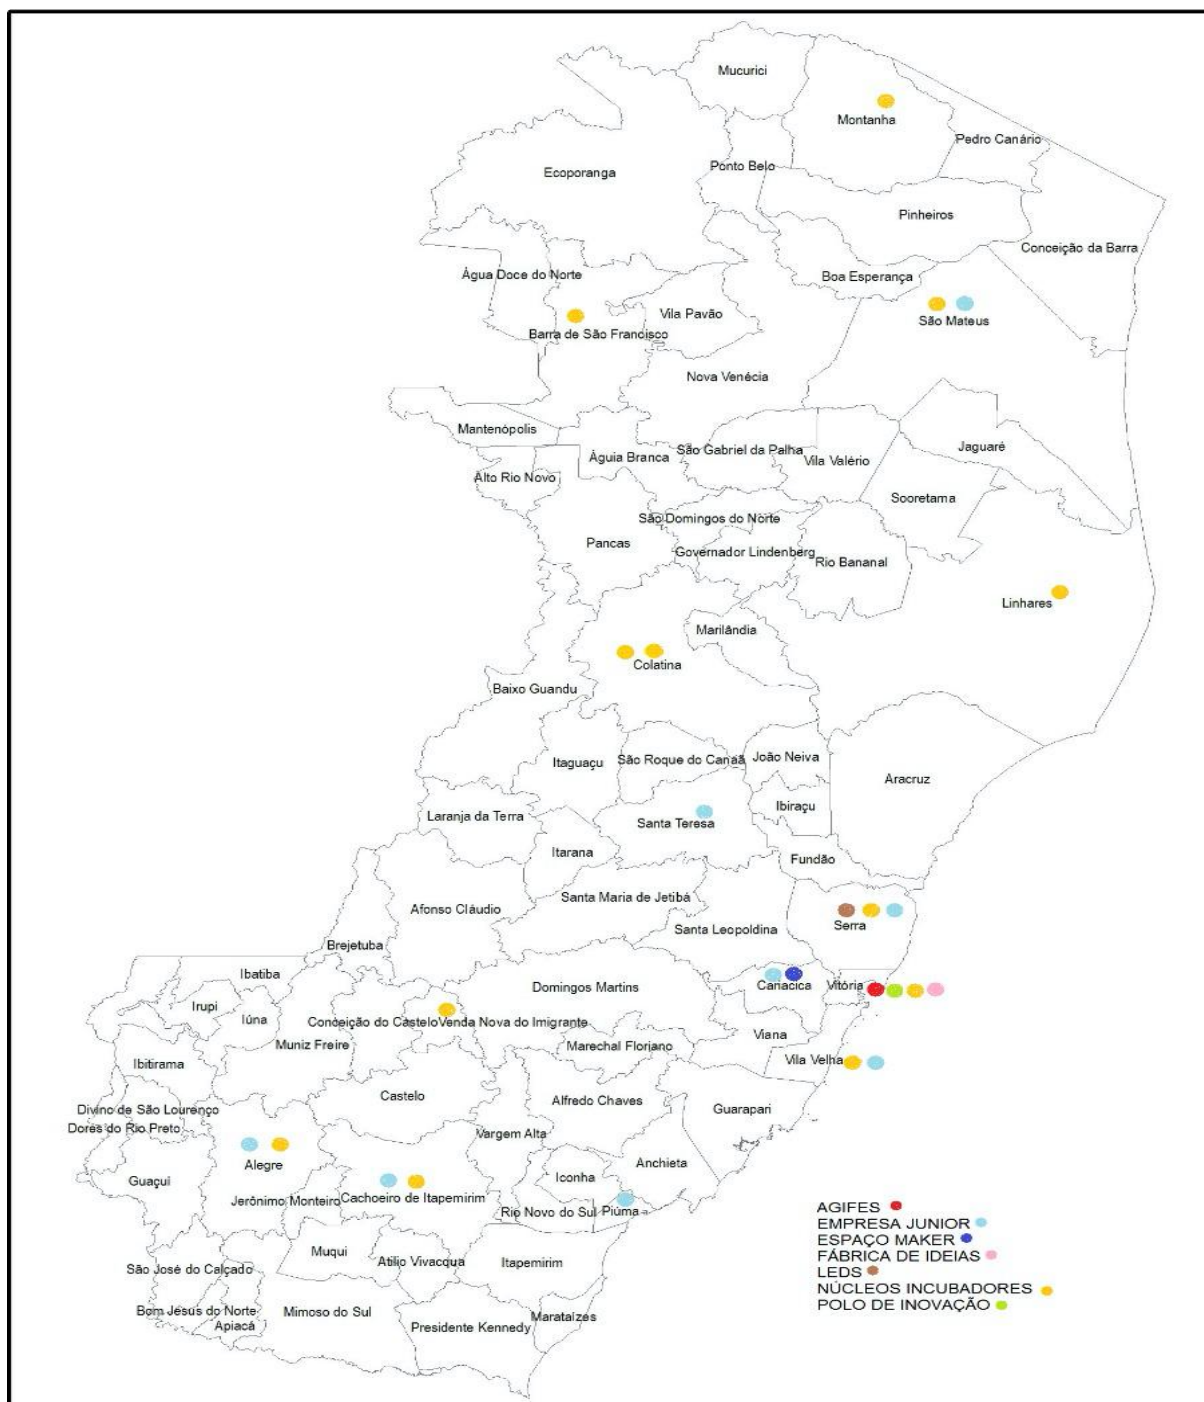 Mucurici
Montanha
Pedro Canário
Ponto Belo
Ecoporanga
Pinheiros
Conceição da Barra
Água Doce do Norte
Boa Esperança
Vila Pavão
São Mateus
Barra de São Francisco
Nova Venécia
Mantenópolis
São Gabriel da Palha
Jaguaré
Águia Branca
Vila Valério
Alto Rio Novo
Sooretama
São Domingos do Norte
Pancas
Governador Lindenberg
Rio Bananal
Linhares
Marilândia
Colatina
Baixo Guandu
João Neiva
Itaguaçu
São Roque do Canaã
Aracruz
Ibiraçu
Laranja da Terra
Santa Teresa
Itarana
Fundão
Santa Maria de Jetibá
Afonso Cláudio
Serra
Santa Leopoldina
Brejetuba
Ibatiba
Domingos Martins
Cariacica
Vitória
Irupi
Iúna
Conceição do Castelo
Venda Nova do Imigrante
Viana
Muniz Freire
Marechal Floriano
Vila Velha
Ibitirama
Castelo
Alfredo Chaves
Guarapari
Divino de São Lourenço
Dores do Rio Preto
Vargem Alta
Alegre
Anchieta
Guaçuí
Iconha
Jerônimo Monteiro
Cachoeiro de Itapemirim
Rio Novo do Sul
Piúma
Muqui
Atilio Vivacqua
Itapemirim
São José do Calçado
Bom Jesus do Norte
Mimoso do Sul
Apiacá
Presidente Kennedy
Marataízes
AGIFES
EMPRESA JUNIOR
ESPAÇO MAKER
FÁBRICA DE IDEIAS
LEDS
NÚCLEOS INCUBADORES
POLO DE INOVAÇÃO